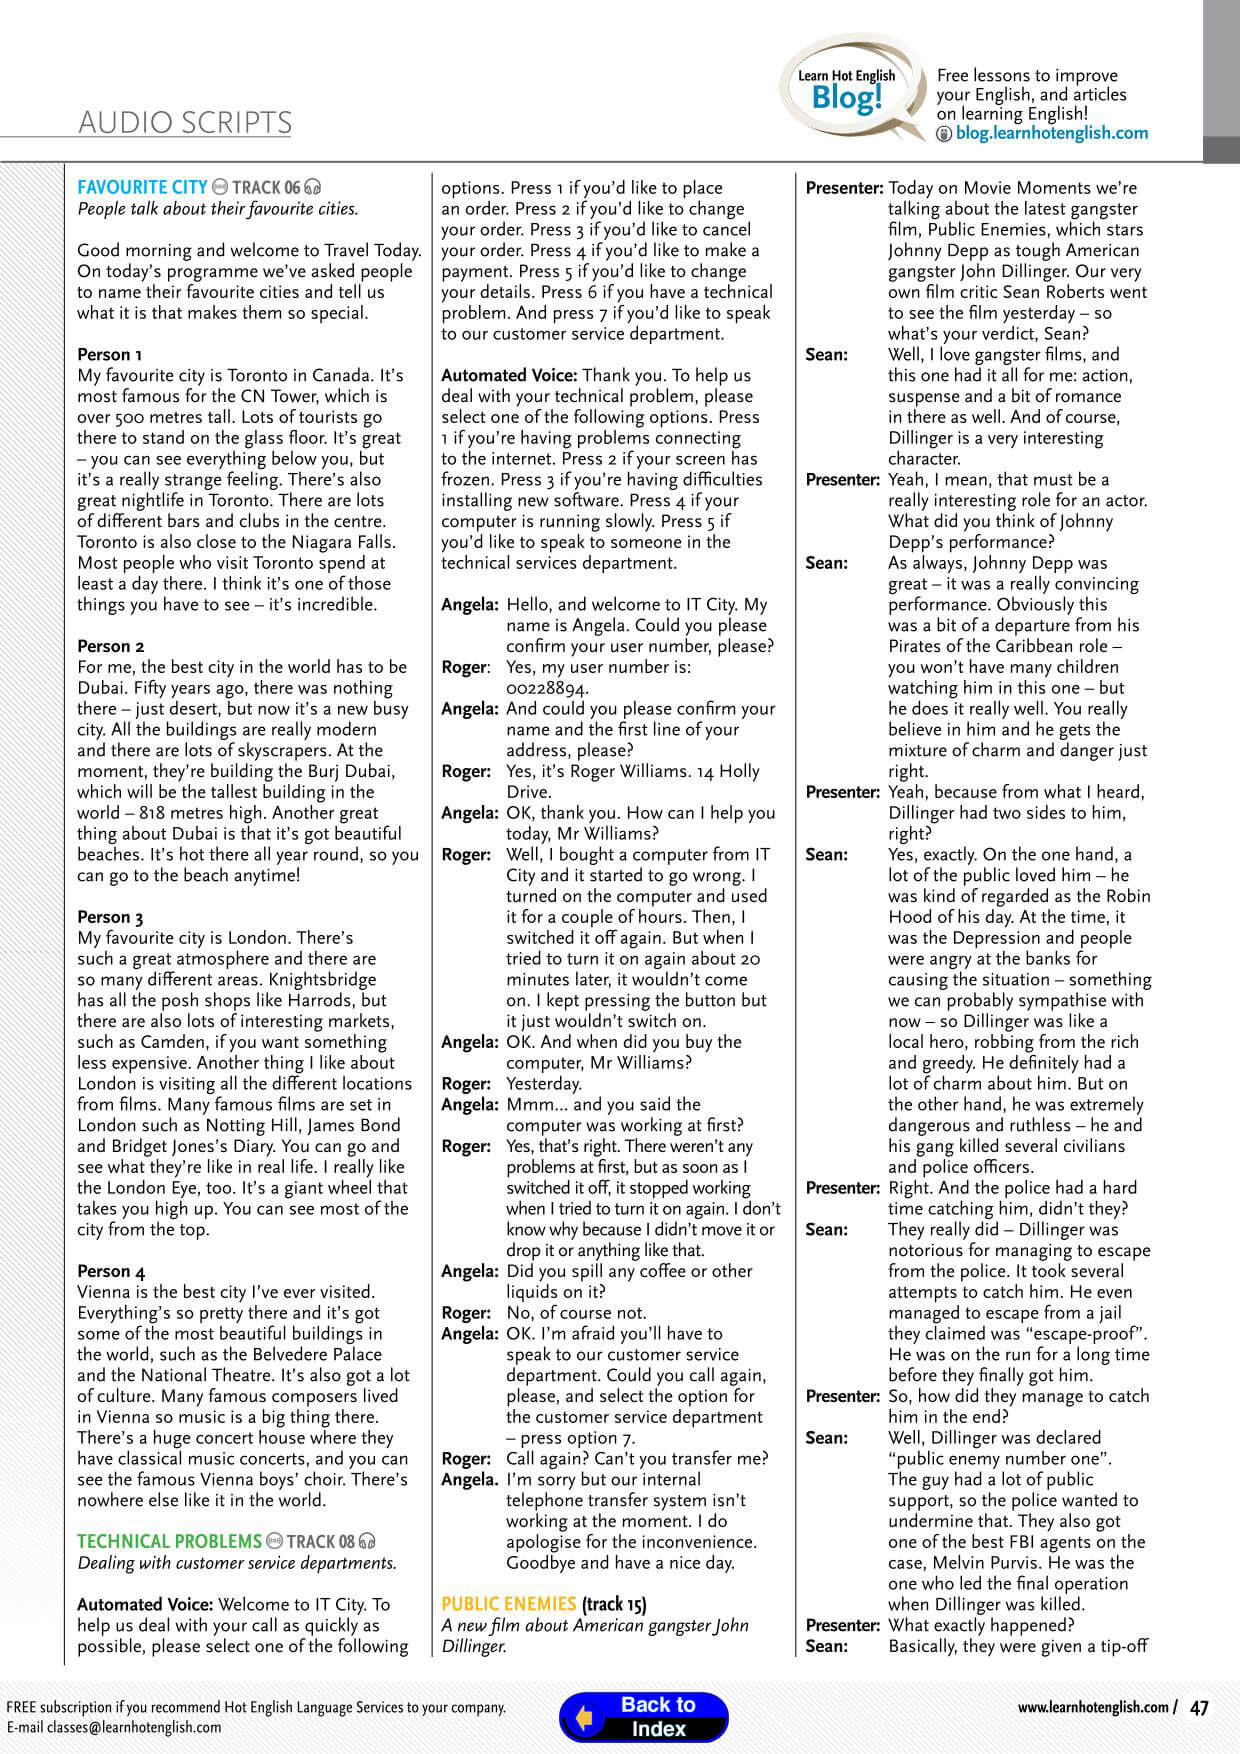 AUDIO SCRIPTS
Learn Hot English
Blog!
Free lessons to improve
your English, and articles
on learning English!
blog.learnhotenglish.com
FAVOURITE CITY TRACK 06
People talk about their favourite cities.
Good morning and welcome to Travel Today.
On today's programme we've asked people
to name their favourite cities and tell us
what it is that makes them so special.
Person 1
My favourite city is Toronto in Canada. It's
most famous for the CN Tower, which is
over 500 metres tall. Lots of tourists go
there to stand on the glass floor. It's great
– you can see everything below you, but
it's a really strange feeling. There's also
great nightlife in Toronto. There are lots
of different bars and clubs in the centre.
Toronto is also close to the Niagara Falls.
Most people who visit Toronto spend at
least a day there. I think it's one of those
things you have to see – it's incredible.
Person 2
For me, the best city in the world has to be
Dubai. Fifty years ago, there was nothing
there – just desert, but now it's a new busy
city. All the buildings are really modern
and there are lots of skyscrapers. At the
moment, they're building the Burj Dubai,
which will be the tallest building in the
world – 818 metres high. Another great
thing about Dubai is that it's got beautiful
beaches. It's hot there all year round, so you
can go to the beach anytime!
Person 3
My favourite city is London. There's
such a great atmosphere and there are
so many different areas. Knightsbridge
has all the posh shops like Harrods, but
there are also lots of interesting markets,
such as Camden, if you want something
less expensive. Another thing I like about
London is visiting all the different locations
from films. Many famous films are set in
London such as Notting Hill, James Bond
and Bridget Jones's Diary. You can go and
see what they're like in real life. I really like
the London Eye, too. It's a giant wheel that
takes you high up. You can see most of the
city from the top.
Person 4
Vienna is the best city I've ever visited.
Everything's so pretty there and it's got
some of the most beautiful buildings in
the world, such as the Belvedere Palace
and the National Theatre. It's also got a lot
of culture. Many famous composers lived
in Vienna so music is a big thing there.
There's a huge concert house where they
have classical music concerts, and you can
see the famous Vienna boys' choir. There's
nowhere else like it in the world.
TECHNICAL PROBLEMS TRACK 08
Dealing with customer service departments.
Automated Voice: Welcome to IT City. To
help us deal with your call as quickly as
possible, please select one of the following
options. Press 1 if you'd like to place
an order. Press 2 if you'd like to change
your order. Press 3 if you'd like to cancel
your order. Press 4 if you'd like to make a
payment. Press 5 if you'd like to change
your details. Press 6 if you have a technical
problem. And press 7 if you'd like to speak
to our customer service department.
Automated Voice: Thank you. To help us
deal with your technical problem, please
select one of the following options. Press
1 if you're having problems connecting
to the internet. Press 2 if your screen has
frozen. Press 3 if you're having difficulties
installing new software. Press 4 if your
computer is running slowly. Press 5 if
you'd like to speak to someone in the
technical services department.
Angela: Hello, and welcome to IT City. My
name is Angela. Could you please
confirm your user number, please?
Roger: Yes, my user number is:
00228894.
Angela: And could you please confirm your
name and the first line of your
address, please?
Roger: Yes, it's Roger Williams. 14 Holly
Drive.
Angela: OK, thank you. How can I help you
today, Mr Williams?
Roger: Well, I bought a computer from IT
City and it started to go wrong. I
turned on the computer and used
it for a couple of hours. Then, I
switched it off again. But when I
tried to turn it on again about 20
minutes later, it wouldn't come
on. I kept pressing the button but
it just wouldn't switch on.
Angela: OK. And when did you buy the
computer, Mr Williams?
Roger: Yesterday.
Angela: Mmm... and you said the
computer was working at first?
Roger: Yes, that's right. There weren't any
problems at first, but as soon as I
switched it off, it stopped working
when I tried to turn it on again. I don't
know why because I didn't move it or
drop it or anything like that.
Angela: Did you spill any coffee or other
liquids on it?
Roger: No, of course not.
Angela: OK. I'm afraid you'll have to
speak to our customer service
department. Could you call again,
please, and select the option for
the customer service department
– press option 7.
Roger: Call again? Can't you transfer me?
Angela. I'm sorry but our internal
telephone transfer system isn't
working at the moment. I do
apologise for the inconvenience.
Goodbye and have a nice day.
PUBLIC ENEMIES (track 15)
A new film about American gangster John
Dillinger.
Presenter: Today on Movie Moments we're
talking about the latest gangster
film, Public Enemies, which stars
Johnny Depp as tough American
gangster John Dillinger. Our very
own film critic Sean Roberts went
to see the film yesterday – so
what's your verdict, Sean?
Sean: Well, I love gangster films, and
this one had it all for me: action,
suspense and a bit of romance
in there as well. And of course,
Dillinger is a very interesting
character.
Presenter: Yeah, I mean, that must be a
really interesting role for an actor.
What did you think of Johnny
Depp's performance?
Sean: As always, Johnny Depp was
great – it was a really convincing
performance. Obviously this
was a bit of a departure from his
Pirates of the Caribbean role –
you won't have many children
watching him in this one – but
he does it really well. You really
believe in him and he gets the
mixture of charm and danger just
right.
Presenter: Yeah, because from what I heard,
Dillinger had two sides to him,
right?
Sean: Yes, exactly. On the one hand, a
lot of the public loved him – he
was kind of regarded as the Robin
Hood of his day. At the time, it
was the Depression and people
were angry at the banks for
causing the situation – something
we can probably sympathise with
now – so Dillinger was like a
local hero, robbing from the rich
and greedy. He definitely had a
lot of charm about him. But on
the other hand, he was extremely
dangerous and ruthless – he and
his gang killed several civilians
and police officers.
Presenter: Right. And the police had a hard
time catching him, didn't they?
Sean: They really did – Dillinger was
notorious for managing to escape
from the police. It took several
attempts to catch him. He even
managed to escape from a jail
they claimed was "escape-proof".
He was on the run for a long time
before they finally got him.
Presenter: So, how did they manage to catch
him in the end?
Sean: Well, Dillinger was declared
"public enemy number one".
The guy had a lot of public
support, so the police wanted to
undermine that. They also got
one of the best FBI agents on the
case, Melvin Purvis. He was the
one who led the final operation
when Dillinger was killed.
Presenter: What exactly happened?
Sean: Basically, they were given a tip-off
FREE subscription if you recommend Hot English Language Services to your company.
E-mail classes@learnhotenglish.com
Back to
Index
www.learnhotenglish.com / 47